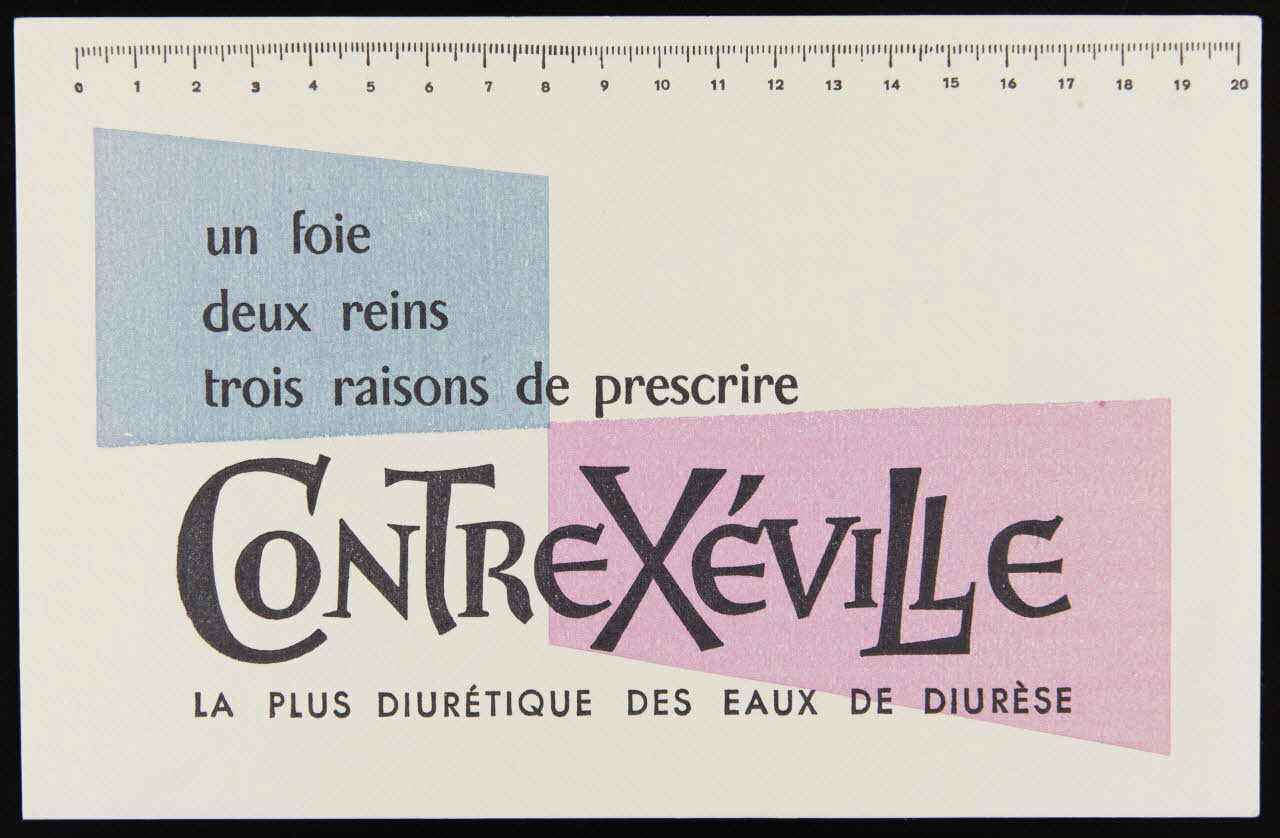 0 1 2 3 4 5 6 7 8 9 10 11 12 13 14 15 16 17 18 19 20
un foie
deux reins
trois raisons de prescrire
CONTREXÉVILLE
LA PLUS DIURÉTIQUE DES EAUX DE DIURÈSE